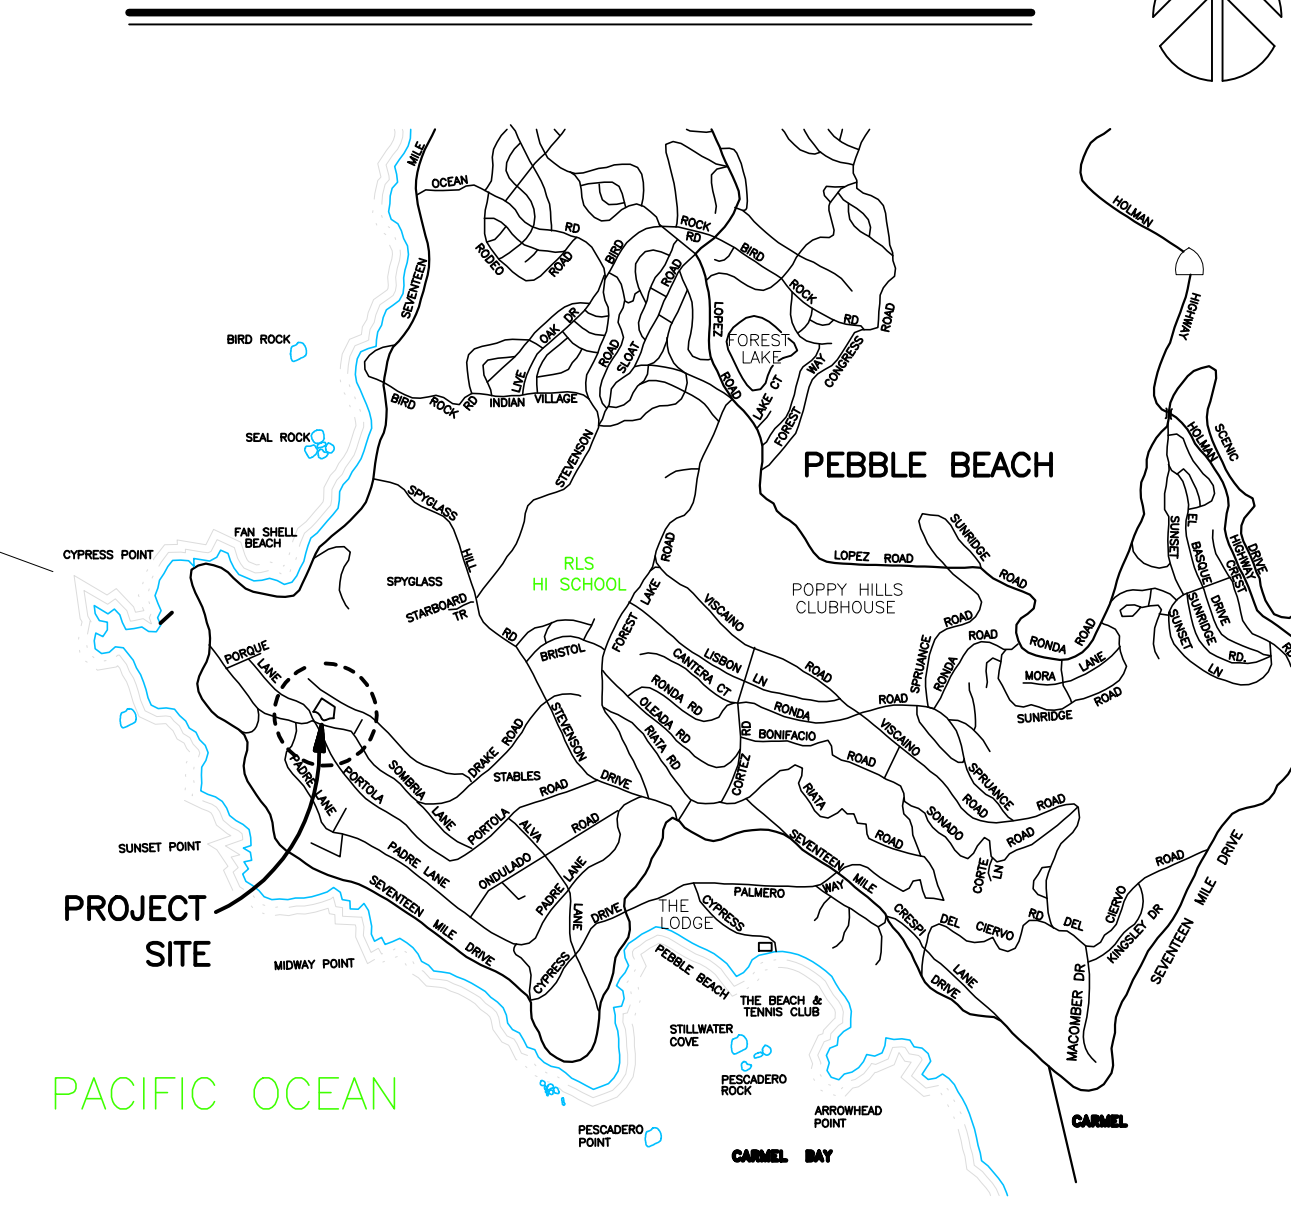 MILE
OCEAN
HOLMAN
RD
ROCK
RD
BIRD
BIRD
RODEO
ROAD
ROAD
SEVENTEEN
ROCK
HIGHWAY
OAK DR
LOPEZ
RD
ROAD
BIRD ROCK
FOREST
LAKE
ROAD
SLOAT
WAY
CONGRESS
LIVE
ROAD
LAKE CT
BIRD
ROCK
RD
INDIAN
VILLAGE
FOREST
HOLMAN
SCENIC
SEAL ROCK
STEVENSON
PEBBLE BEACH
SPYGLASS
FAN SHELL
BEACH
CYPRESS POINT
HILL
ROAD
SUNRIDGE
SUNSET
EL
BASQUE
HIGHWAY
DRIVE
CREST
LOPEZ ROAD
RLS
HI SCHOOL
ROAD
SPYGLASS
LAKE
POPPY HILLS
CLUBHOUSE
STARBOARD
TR
VISCAINO
DRIVE
SUNRIDGE
SUNSET
FOREST
ROAD
ROAD
RD
ROAD
RONDA
PORQUE
LANE
BRISTOL
LISBON
LN
CANTERA CT
ROAD
SPRUANCE
RONDA
MORA
LANE
RD.
LN
RD
RONDA RD
ROAD
ROAD
OLEADA RD
RONDA
SUNRIDGE
STEVENSON
RIATA RD
RD
BONIFACIO
VISCAINO
DRAKE ROAD
ROAD
PADRE LANE
PORTOLA
SOMBRIA
LANE
STABLES
ROAD
DRIVE
CORTEZ
SPRUANCE
RIATA
ROAD
ROAD
PORTOLA
ALVA
ROAD
SONADO
ROAD
ROAD
SEVENTEEN
MILE
SUNSET POINT
PADRE LANE
ONDULADO
PADRE LANE
CORTE
LN
ROAD
SEVENTEEN MILE DRIVE
PROJECT
SITE
SEVENTEEN
MILE
DRIVE
LANE
DRIVE
THE
LODGE
PALMERO
WAY
CYPRESS
CRESPI
DEL
CIERVO
RD
DEL
CIERVO
KINGSLEY DR
MIDWAY POINT
CYPRESS
PEBBLE BEACH
LANE
DRIVE
THE BEACH &
TENNIS CLUB
STILLWATER
COVE
MACOMBER DR
PACIFIC OCEAN
PESCADERO
ROCK
ARROWHEAD
POINT
CARMEL
PESCADERO
POINT
CARMEL BAY